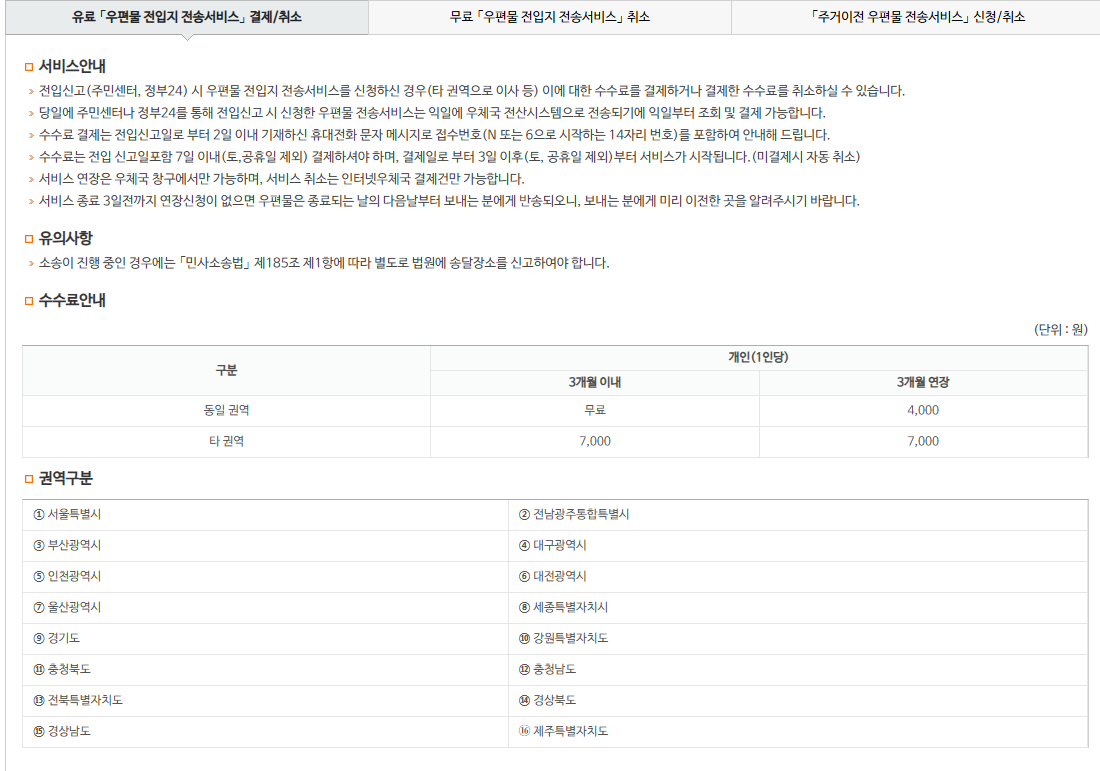 유료 「우편물 전입지 전송서비스」 결제/취소
무료 「우편물 전입지 전송서비스」 취소
「주거이전 우편물 전송서비스」 신청/취소
서비스안내
전입신고(주민센터, 정부24) 시 우편물 전입지 전송서비스를 신청하신 경우(타 권역으로 이사 등) 이에 대한 수수료를 결제하거나 결제한 수수료를 취소하실 수 있습니다.
당일에 주민센터나 정부24를 통해 전입신고 시 신청한 우편물 전송서비스는 익일에 우체국 전산시스템으로 전송되기에 익일부터 조회 및 결제 가능합니다.
수수료 결제는 전입신고일로 부터 2일 이내 기재하신 휴대전화 문자 메시지로 접수번호(N 또는 6으로 시작하는 14자리 번호)를 포함하여 안내해 드립니다.
수수료는 전입 신고일포함 7일 이내(토,공휴일 제외) 결제하셔야 하며, 결제일로 부터 3일 이후(토, 공휴일 제외)부터 서비스가 시작됩니다.(미결제시 자동 취소)
서비스 연장은 우체국 창구에서만 가능하며, 서비스 취소는 인터넷우체국 결제건만 가능합니다.
서비스 종료 3일전까지 연장신청이 없으면 우편물은 종료되는 날의 다음날부터 보내는 분에게 반송되오니, 보내는 분에게 미리 이전한 곳을 알려주시기 바랍니다.
유의사항
소송이 진행 중인 경우에는 「민사소송법」 제185조 제1항에 따라 별도로 법원에 송달장소를 신고하여야 합니다.
수수료안내
(단위 : 원)
구분
개인(1인당)
3개월 이내 3개월 연장
동일 권역 무료 4,000
타 권역 7,000 7,000
권역구분
① 서울특별시 ② 전남광주통합특별시
③ 부산광역시 ④ 대구광역시
⑤ 인천광역시 ⑥ 대전광역시
⑦ 울산광역시 ⑧ 세종특별자치시
⑨ 경기도 ⑩ 강원특별자치도
⑪ 충청북도 ⑫ 충청남도
⑬ 전북특별자치도 ⑭ 경상북도
⑮ 경상남도 ⑯ 제주특별자치도